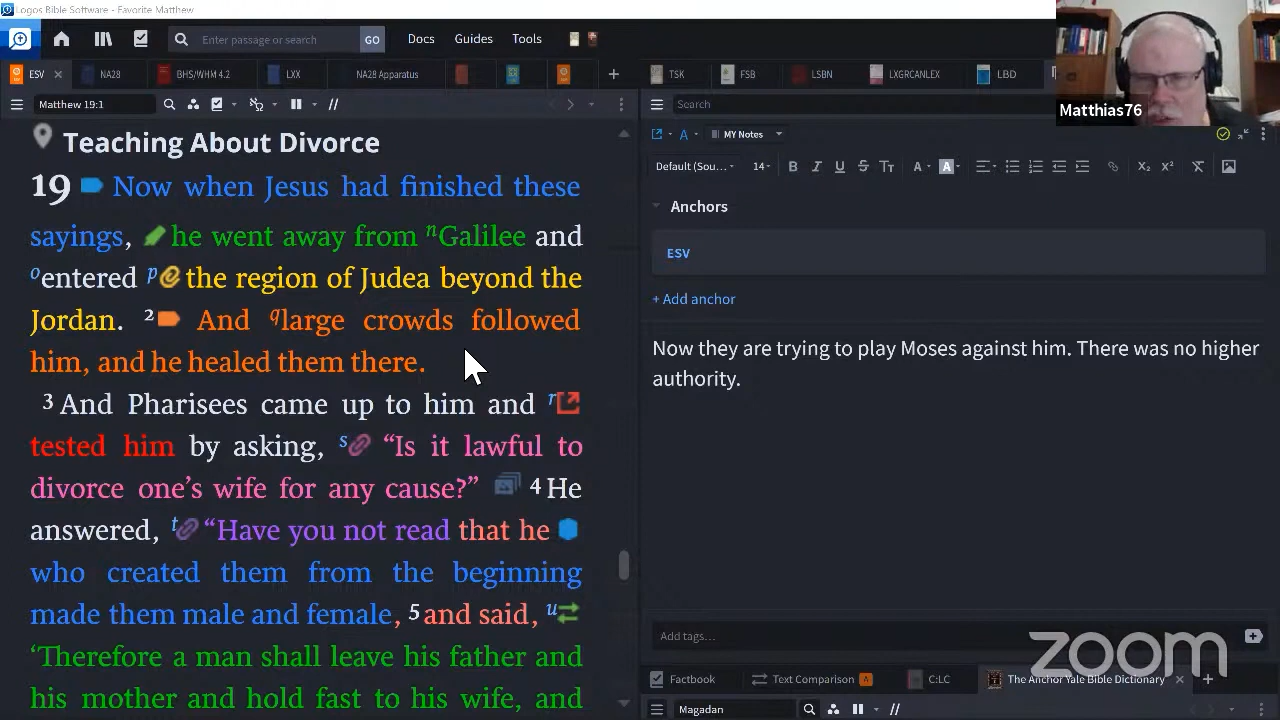 Logos Bible Software - Favorite Matthew
Enter passage or search GO Docs Guides Tools
ESV NA28 BHS/WHM 4.2 LXX NA28 Apparatus
TSK FSB LSBN LXGRCANLEX LBD
Matthew 19:1
Search
Matthias76
MY Notes
Default (Sou... 14
Teaching About Divorce
19 Now when Jesus had finished these
sayings, he went away from nGalilee and
oentered p the region of Judea beyond the
Jordan. 2 And qlarge crowds followed
him, and he healed them there.
3 And Pharisees came up to him and r
tested him by asking, s “Is it lawful to
divorce one’s wife for any cause?” 4 He
answered, t “Have you not read that he
who created them from the beginning
made them male and female, 5 and said, u
‘Therefore a man shall leave his father and
his mother and hold fast to his wife, and
Anchors
ESV
+ Add anchor
Now they are trying to play Moses against him. There was no higher
authority.
Add tags...
zoom
Factbook Text Comparison C:LC The Anchor Yale Bible Dictionary
Magadan